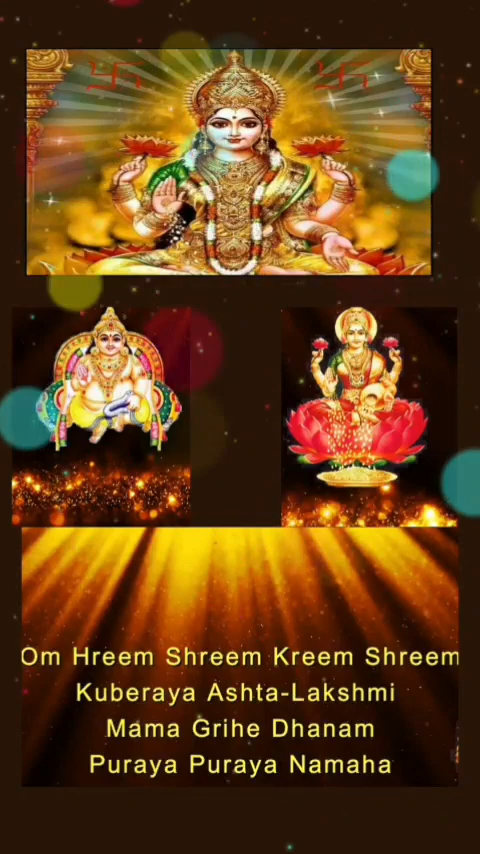 Om Hreem Shreem Kreem Shreem
Kuberaya Ashta-Lakshmi
Mama Grihe Dhanam
Puraya Puraya Namaha